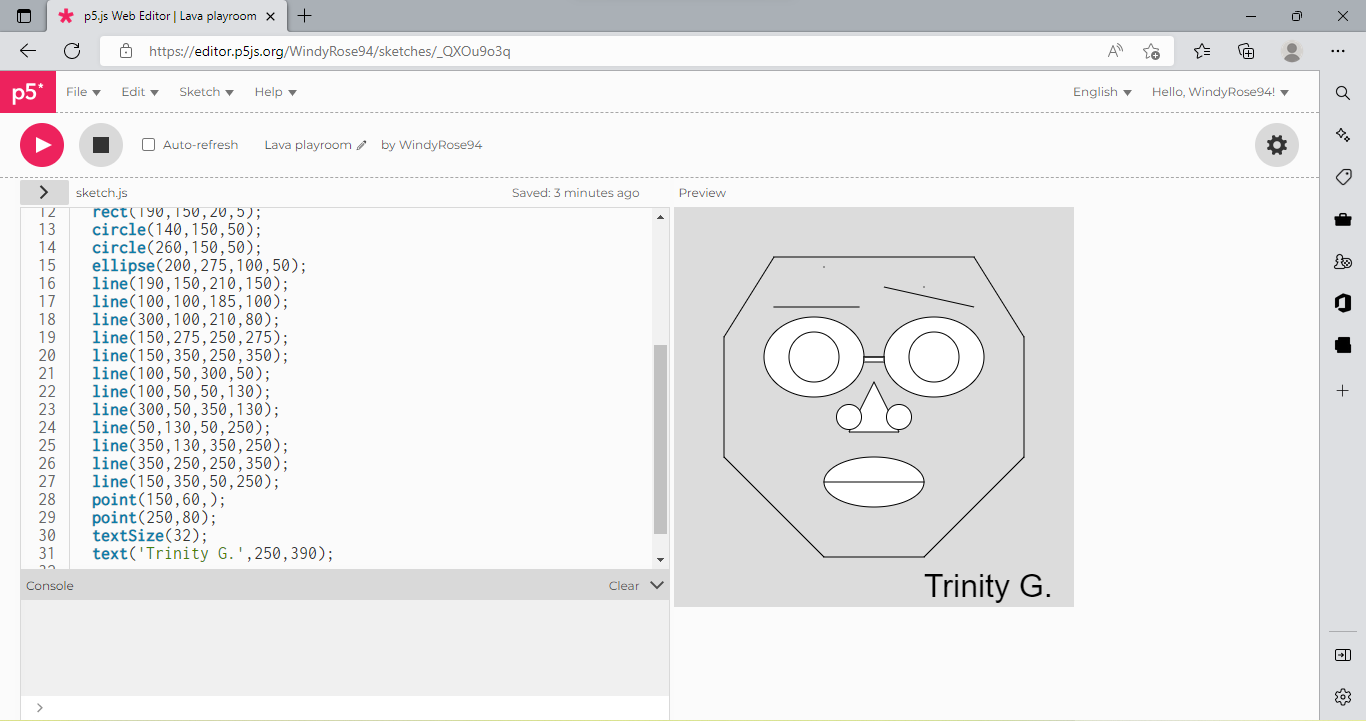 p5.js Web Editor | Lava playroom
https://editor.p5js.org/WindyRose94/sketches/_QXOu9o3q
p5* File Edit Sketch Help English Hello, WindyRose94!
Auto-refresh Lava playroom by WindyRose94
sketch.js Saved: 3 minutes ago Preview
12 rect(190,150,20,5);
13 circle(140,150,50);
14 circle(260,150,50);
15 ellipse(200,275,100,50);
16 line(190,150,210,150);
17 line(100,100,185,100);
18 line(300,100,210,80);
19 line(150,275,250,275);
20 line(150,350,250,350);
21 line(100,50,300,50);
22 line(100,50,50,130);
23 line(300,50,350,130);
24 line(50,130,50,250);
25 line(350,130,350,250);
26 line(350,250,250,350);
27 line(150,350,50,250);
28 point(150,60,);
29 point(250,80);
30 textSize(32);
31 text('Trinity G.',250,390);
Trinity G.
Console Clear
>